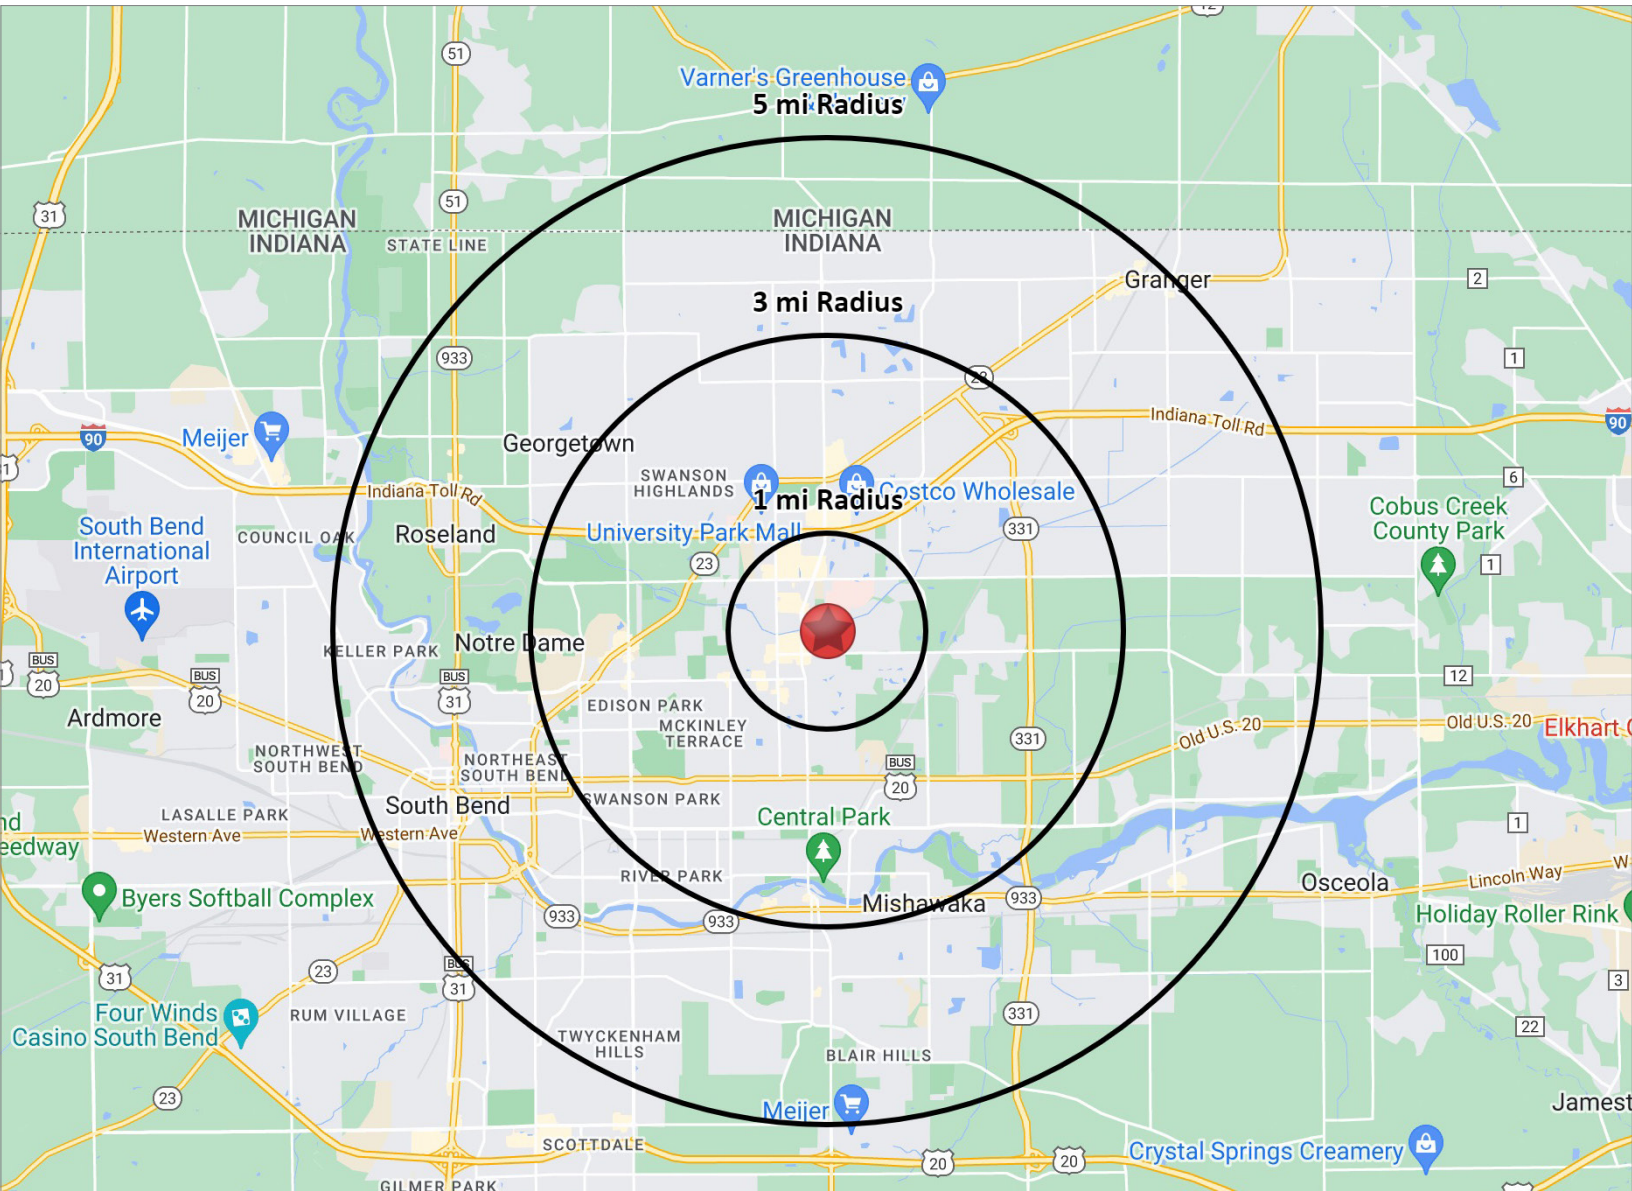 12
51
Varner's Greenhouse
5 mi Radius
51
31
MICHIGAN
INDIANA
STATE LINE
MICHIGAN
INDIANA
Granger
2
3 mi Radius
933
1
23
Indiana Toll Rd
90
90
Meijer
Georgetown
SWANSON
HIGHLANDS
6
Indiana Toll Rd
1 mi Radius
Costco Wholesale
Cobus Creek
County Park
South Bend
International
Airport
COUNCIL OAK
Roseland
University Park Mall
331
23
1
KELLER PARK
Notre Dame
BUS
20
BUS
20
BUS
31
12
Ardmore
EDISON PARK
MCKINLEY
TERRACE
331
Old U.S. 20
Old U.S. 20
Elkhart
NORTHWEST
SOUTH BEND
NORTHEAST
SOUTH BEND
BUS
20
SWANSON PARK
South Bend
LASALLE PARK
Western Ave
Western Ave
Central Park
1
nd
eedway
RIVER PARK
Byers Softball Complex
933
933
Mishawaka
933
Osceola
Lincoln Way
W
Holiday Roller Rink
100
31
23
BUS
31
3
Four Winds
Casino South Bend
RUM VILLAGE
331
22
TWYCKENHAM
HILLS
BLAIR HILLS
23
Meijer
Jamest
SCOTTDALE
20
20
Crystal Springs Creamery
GILMER PARK